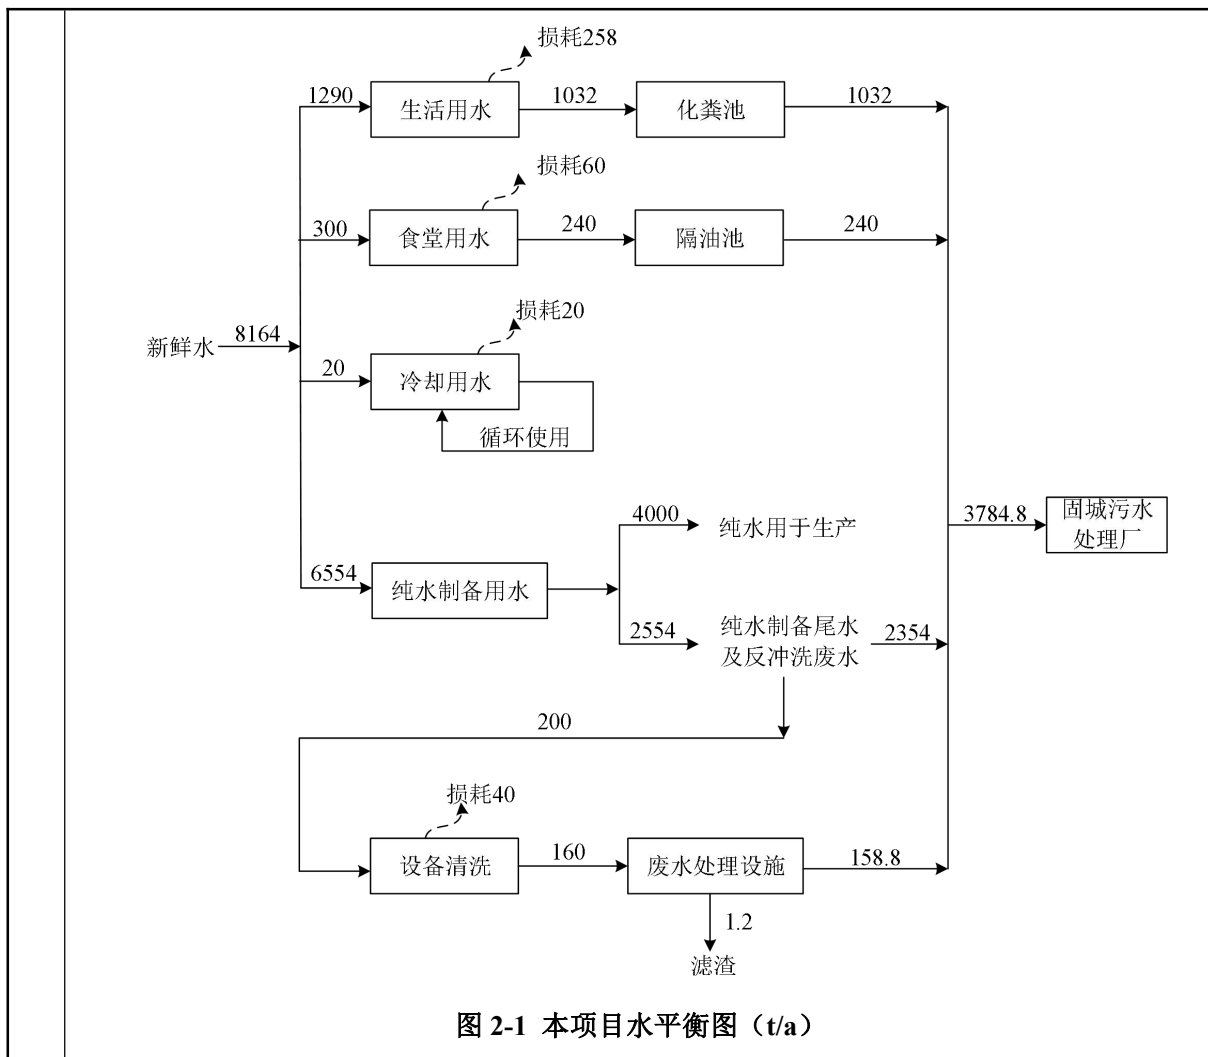 损耗258
1290
生活用水
1032
化粪池
1032
损耗60
300
食堂用水
240
隔油池
240
损耗20
新鲜水
8164
20
冷却用水
循环使用
4000
纯水用于生产
3784.8
固城污水
处理厂
6554
纯水制备用水
2554
纯水制备尾水
及反冲洗废水
2354
200
损耗40
设备清洗
160
废水处理设施
158.8
1.2
滤渣
图 2-1 本项目水平衡图（t/a）